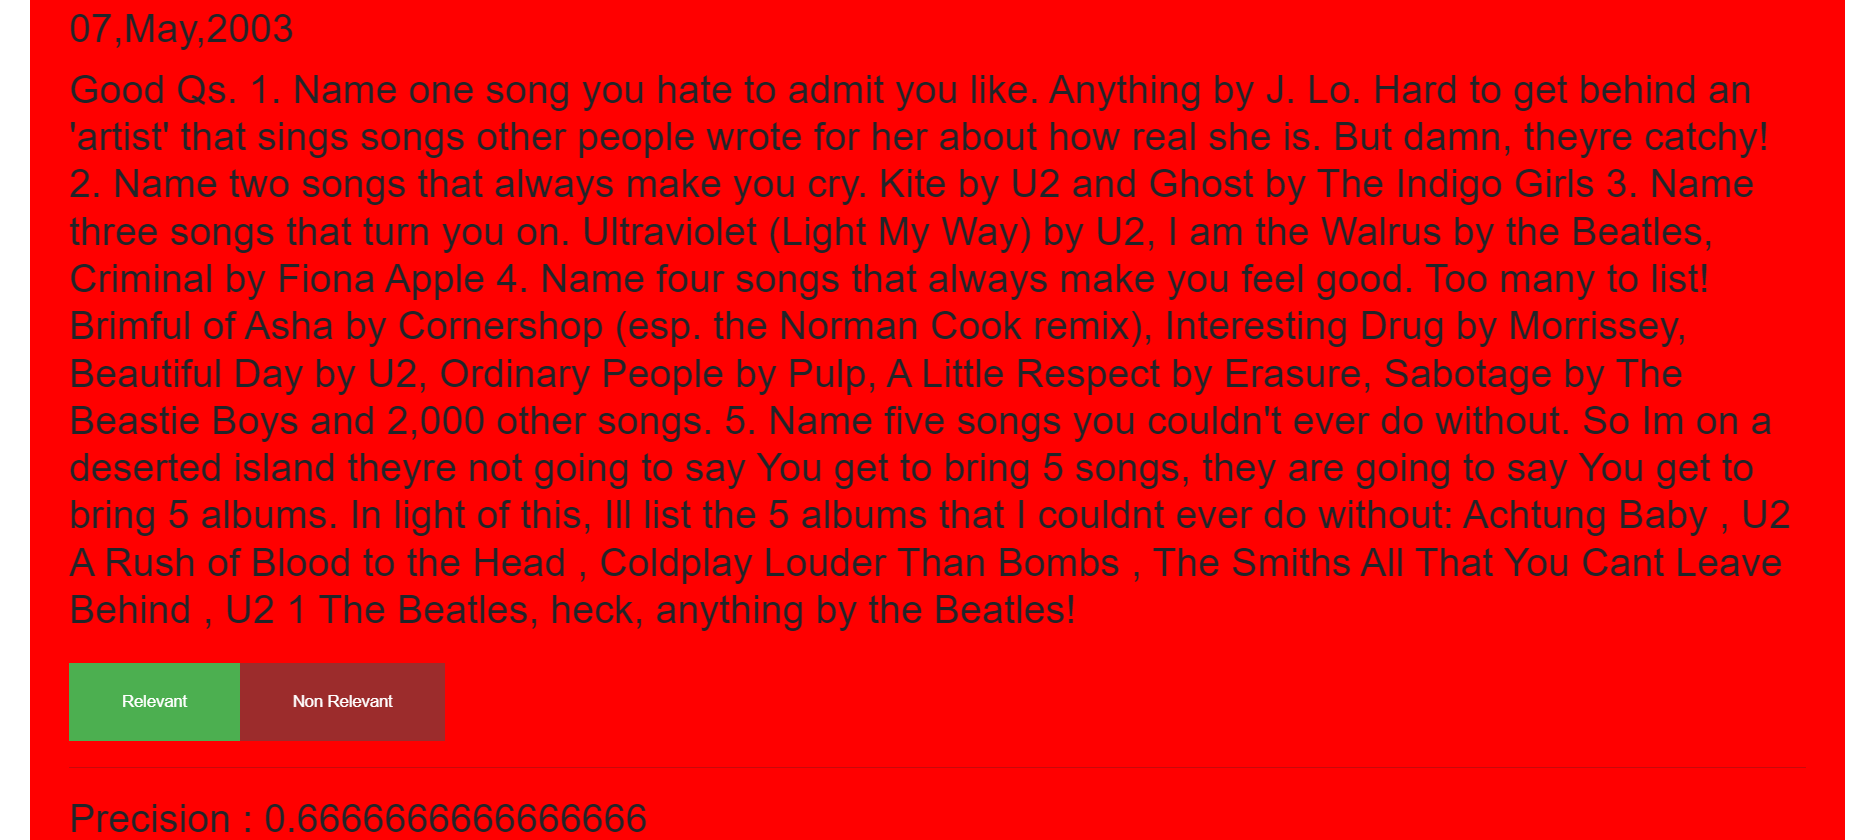 07,May,2003
Good Qs. 1. Name one song you hate to admit you like. Anything by J. Lo. Hard to get behind an
'artist' that sings songs other people wrote for her about how real she is. But damn, theyre catchy!
2. Name two songs that always make you cry. Kite by U2 and Ghost by The Indigo Girls 3. Name
three songs that turn you on. Ultraviolet (Light My Way) by U2, I am the Walrus by the Beatles,
Criminal by Fiona Apple 4. Name four songs that always make you feel good. Too many to list!
Brimful of Asha by Cornershop (esp. the Norman Cook remix), Interesting Drug by Morrissey,
Beautiful Day by U2, Ordinary People by Pulp, A Little Respect by Erasure, Sabotage by The
Beastie Boys and 2,000 other songs. 5. Name five songs you couldn't ever do without. So Im on a
deserted island theyre not going to say You get to bring 5 songs, they are going to say You get to
bring 5 albums. In light of this, Ill list the 5 albums that I couldnt ever do without: Achtung Baby , U2
A Rush of Blood to the Head , Coldplay Louder Than Bombs , The Smiths All That You Cant Leave
Behind , U2 1 The Beatles, heck, anything by the Beatles!
Relevant
Non Relevant
Precision : 0.6666666666666666